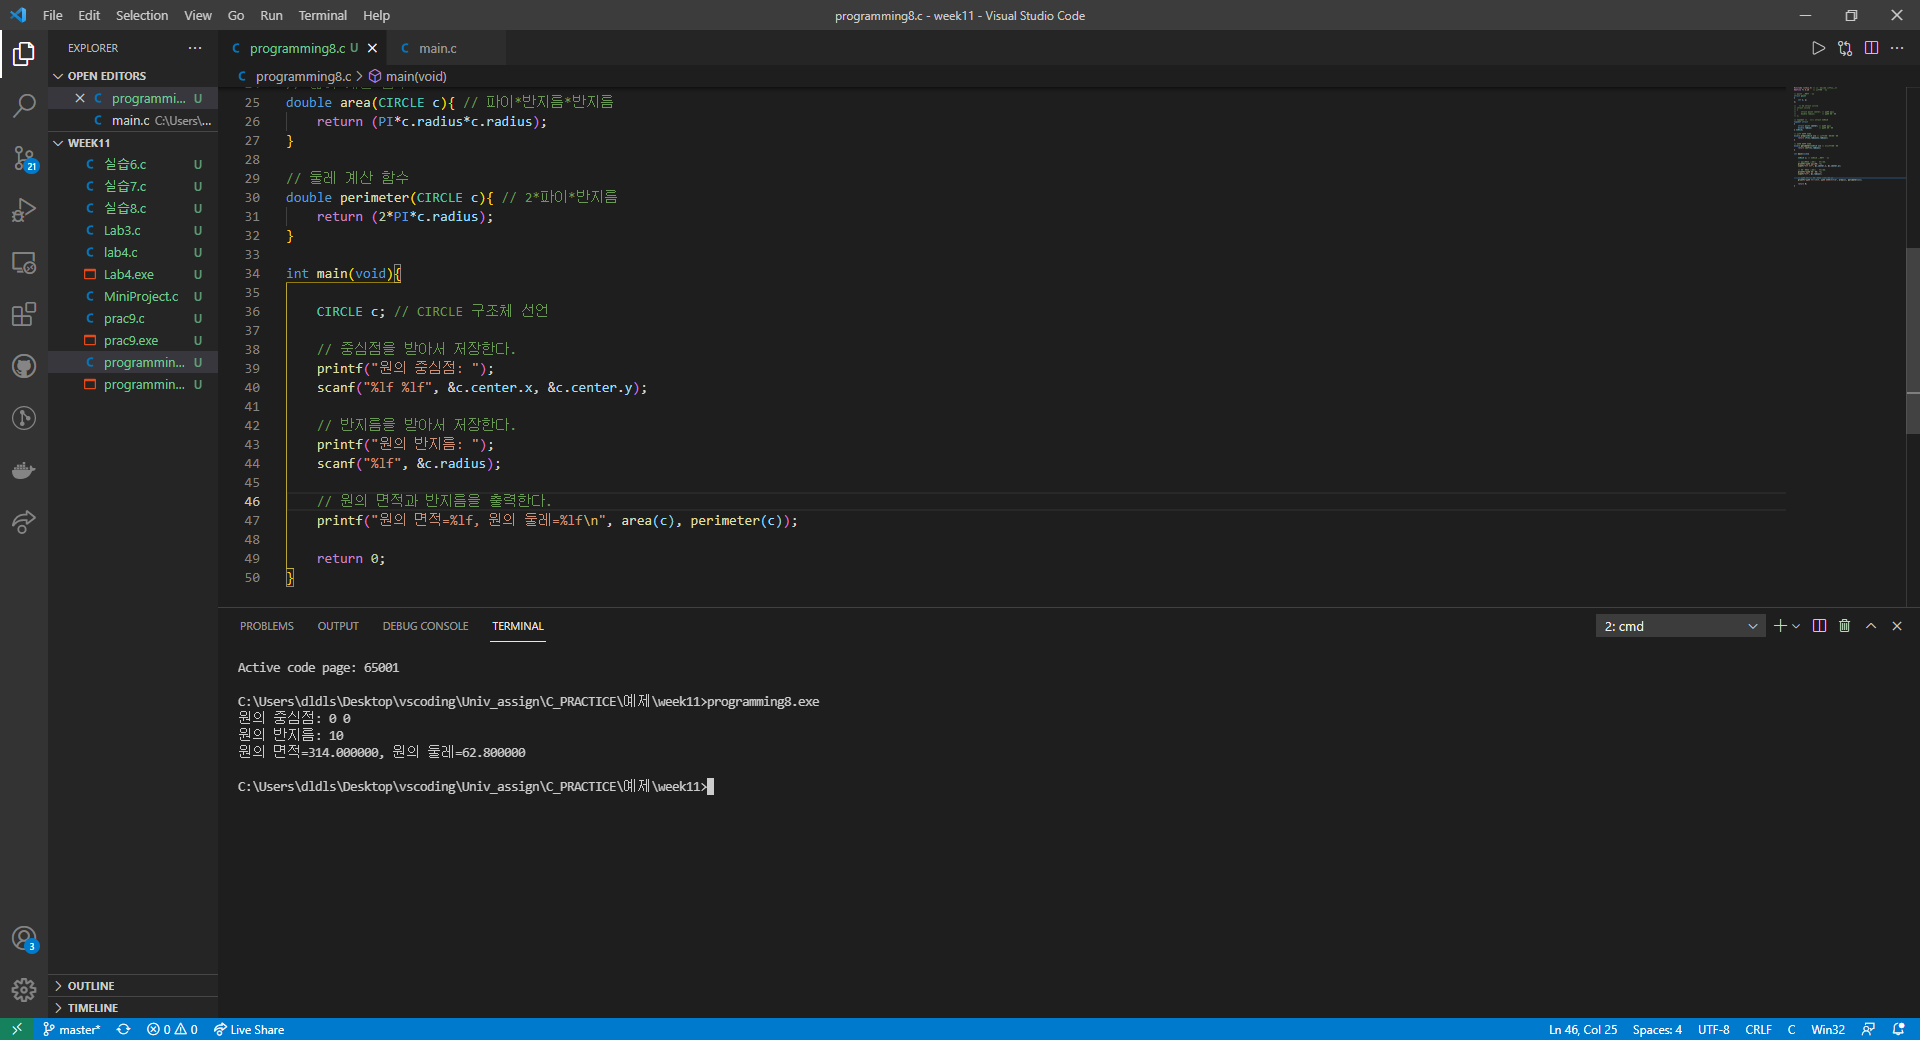 File Edit Selection View Go Run Terminal Help
programming8.c - week11 - Visual Studio Code
EXPLORER
OPEN EDITORS
programmi... U
main.c C:\Users\...
WEEK11
실습6.c U
실습7.c U
실습8.c U
Lab3.c U
lab4.c U
Lab4.exe U
MiniProject.c U
prac9.c U
prac9.exe U
programmin... U
programmin... U
OUTLINE
TIMELINE
21
3
programming8.c U main.c
programming8.c > main(void)
25 double area(CIRCLE c){ // 파이*반지름*반지름
26 return (PI*c.radius*c.radius);
27 }
28
29 // 둘레 계산 함수
30 double perimeter(CIRCLE c){ // 2*파이*반지름
31 return (2*PI*c.radius);
32 }
33
34 int main(void){
35
36 CIRCLE c; // CIRCLE 구조체 선언
37
38 // 중심점을 받아서 저장한다.
39 printf("원의 중심점: ");
40 scanf("%lf %lf", &c.center.x, &c.center.y);
41
42 // 반지름을 받아서 저장한다.
43 printf("원의 반지름: ");
44 scanf("%lf", &c.radius);
45
46 // 원의 면적과 반지름을 출력한다.
47 printf("원의 면적=%lf, 원의 둘레=%lf\n", area(c), perimeter(c));
48
49 return 0;
50 }
PROBLEMS OUTPUT DEBUG CONSOLE TERMINAL
2: cmd
Active code page: 65001
C:\Users\dldls\Desktop\vscoding\Univ_assign\C_PRACTICE\예제\week11>programming8.exe
원의 중심점: 0 0
원의 반지름: 10
원의 면적=314.000000, 원의 둘레=62.800000
C:\Users\dldls\Desktop\vscoding\Univ_assign\C_PRACTICE\예제\week11>
master* 0 0 Live Share
Ln 46, Col 25 Spaces: 4 UTF-8 CRLF C Win32